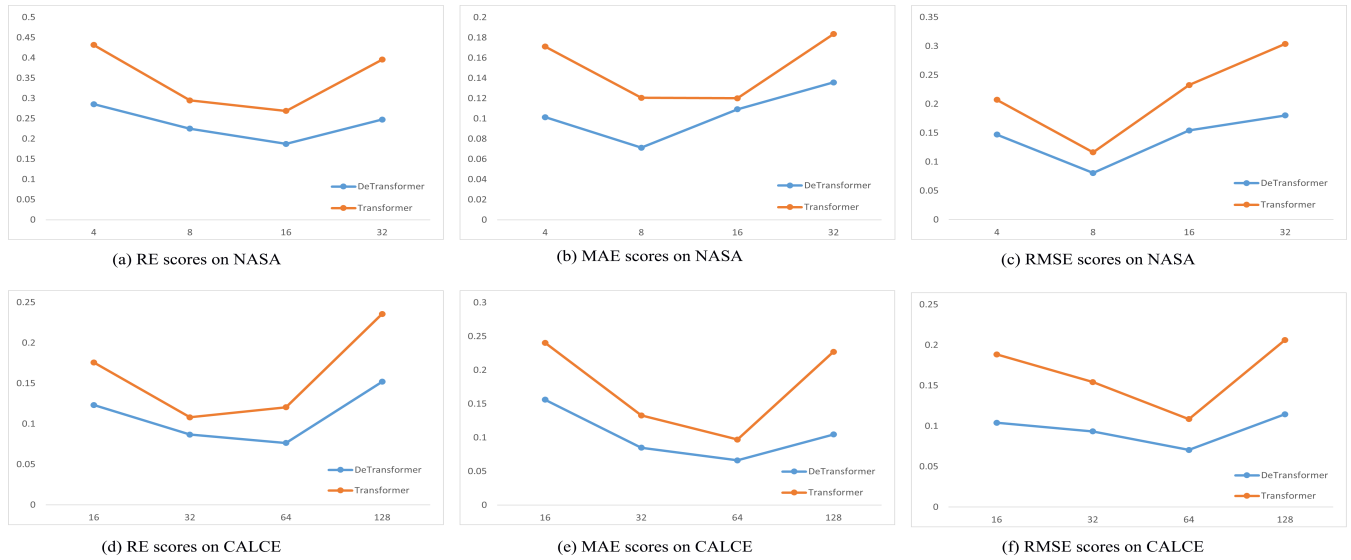 0.5
0.45
0.4
0.35
0.3
0.25
0.2
0.15
0.1
0.05
0
4 8 16 32
DeTransformer
Transformer
(a) RE scores on NASA
0.2
0.18
0.16
0.14
0.12
0.1
0.08
0.06
0.04
0.02
0
4 8 16 32
DeTransformer
Transformer
(b) MAE scores on NASA
0.35
0.3
0.25
0.2
0.15
0.1
0.05
0
4 8 16 32
DeTransformer
Transformer
(c) RMSE scores on NASA
0.25
0.2
0.15
0.1
0.05
0
16 32 64 128
DeTransformer
Transformer
(d) RE scores on CALCE
0.3
0.25
0.2
0.15
0.1
0.05
0
16 32 64 128
DeTransformer
Transformer
(e) MAE scores on CALCE
0.25
0.2
0.15
0.1
0.05
0
16 32 64 128
DeTransformer
Transformer
(f) RMSE scores on CALCE